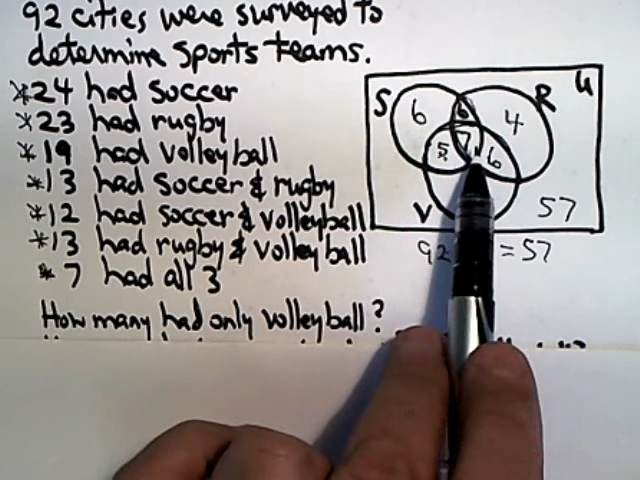 92 cities were surveyed to
determine Sports teams.
*24 had soccer
*23 had rugby
*19 had volleyball
*13 had soccer & rugby
*12 had soccer & volleyball
*13 had rugby & volleyball
*7 had all 3
How many had only volleyball?
U
S
R
6
6
4
5
7
6
V
57
92
= 57